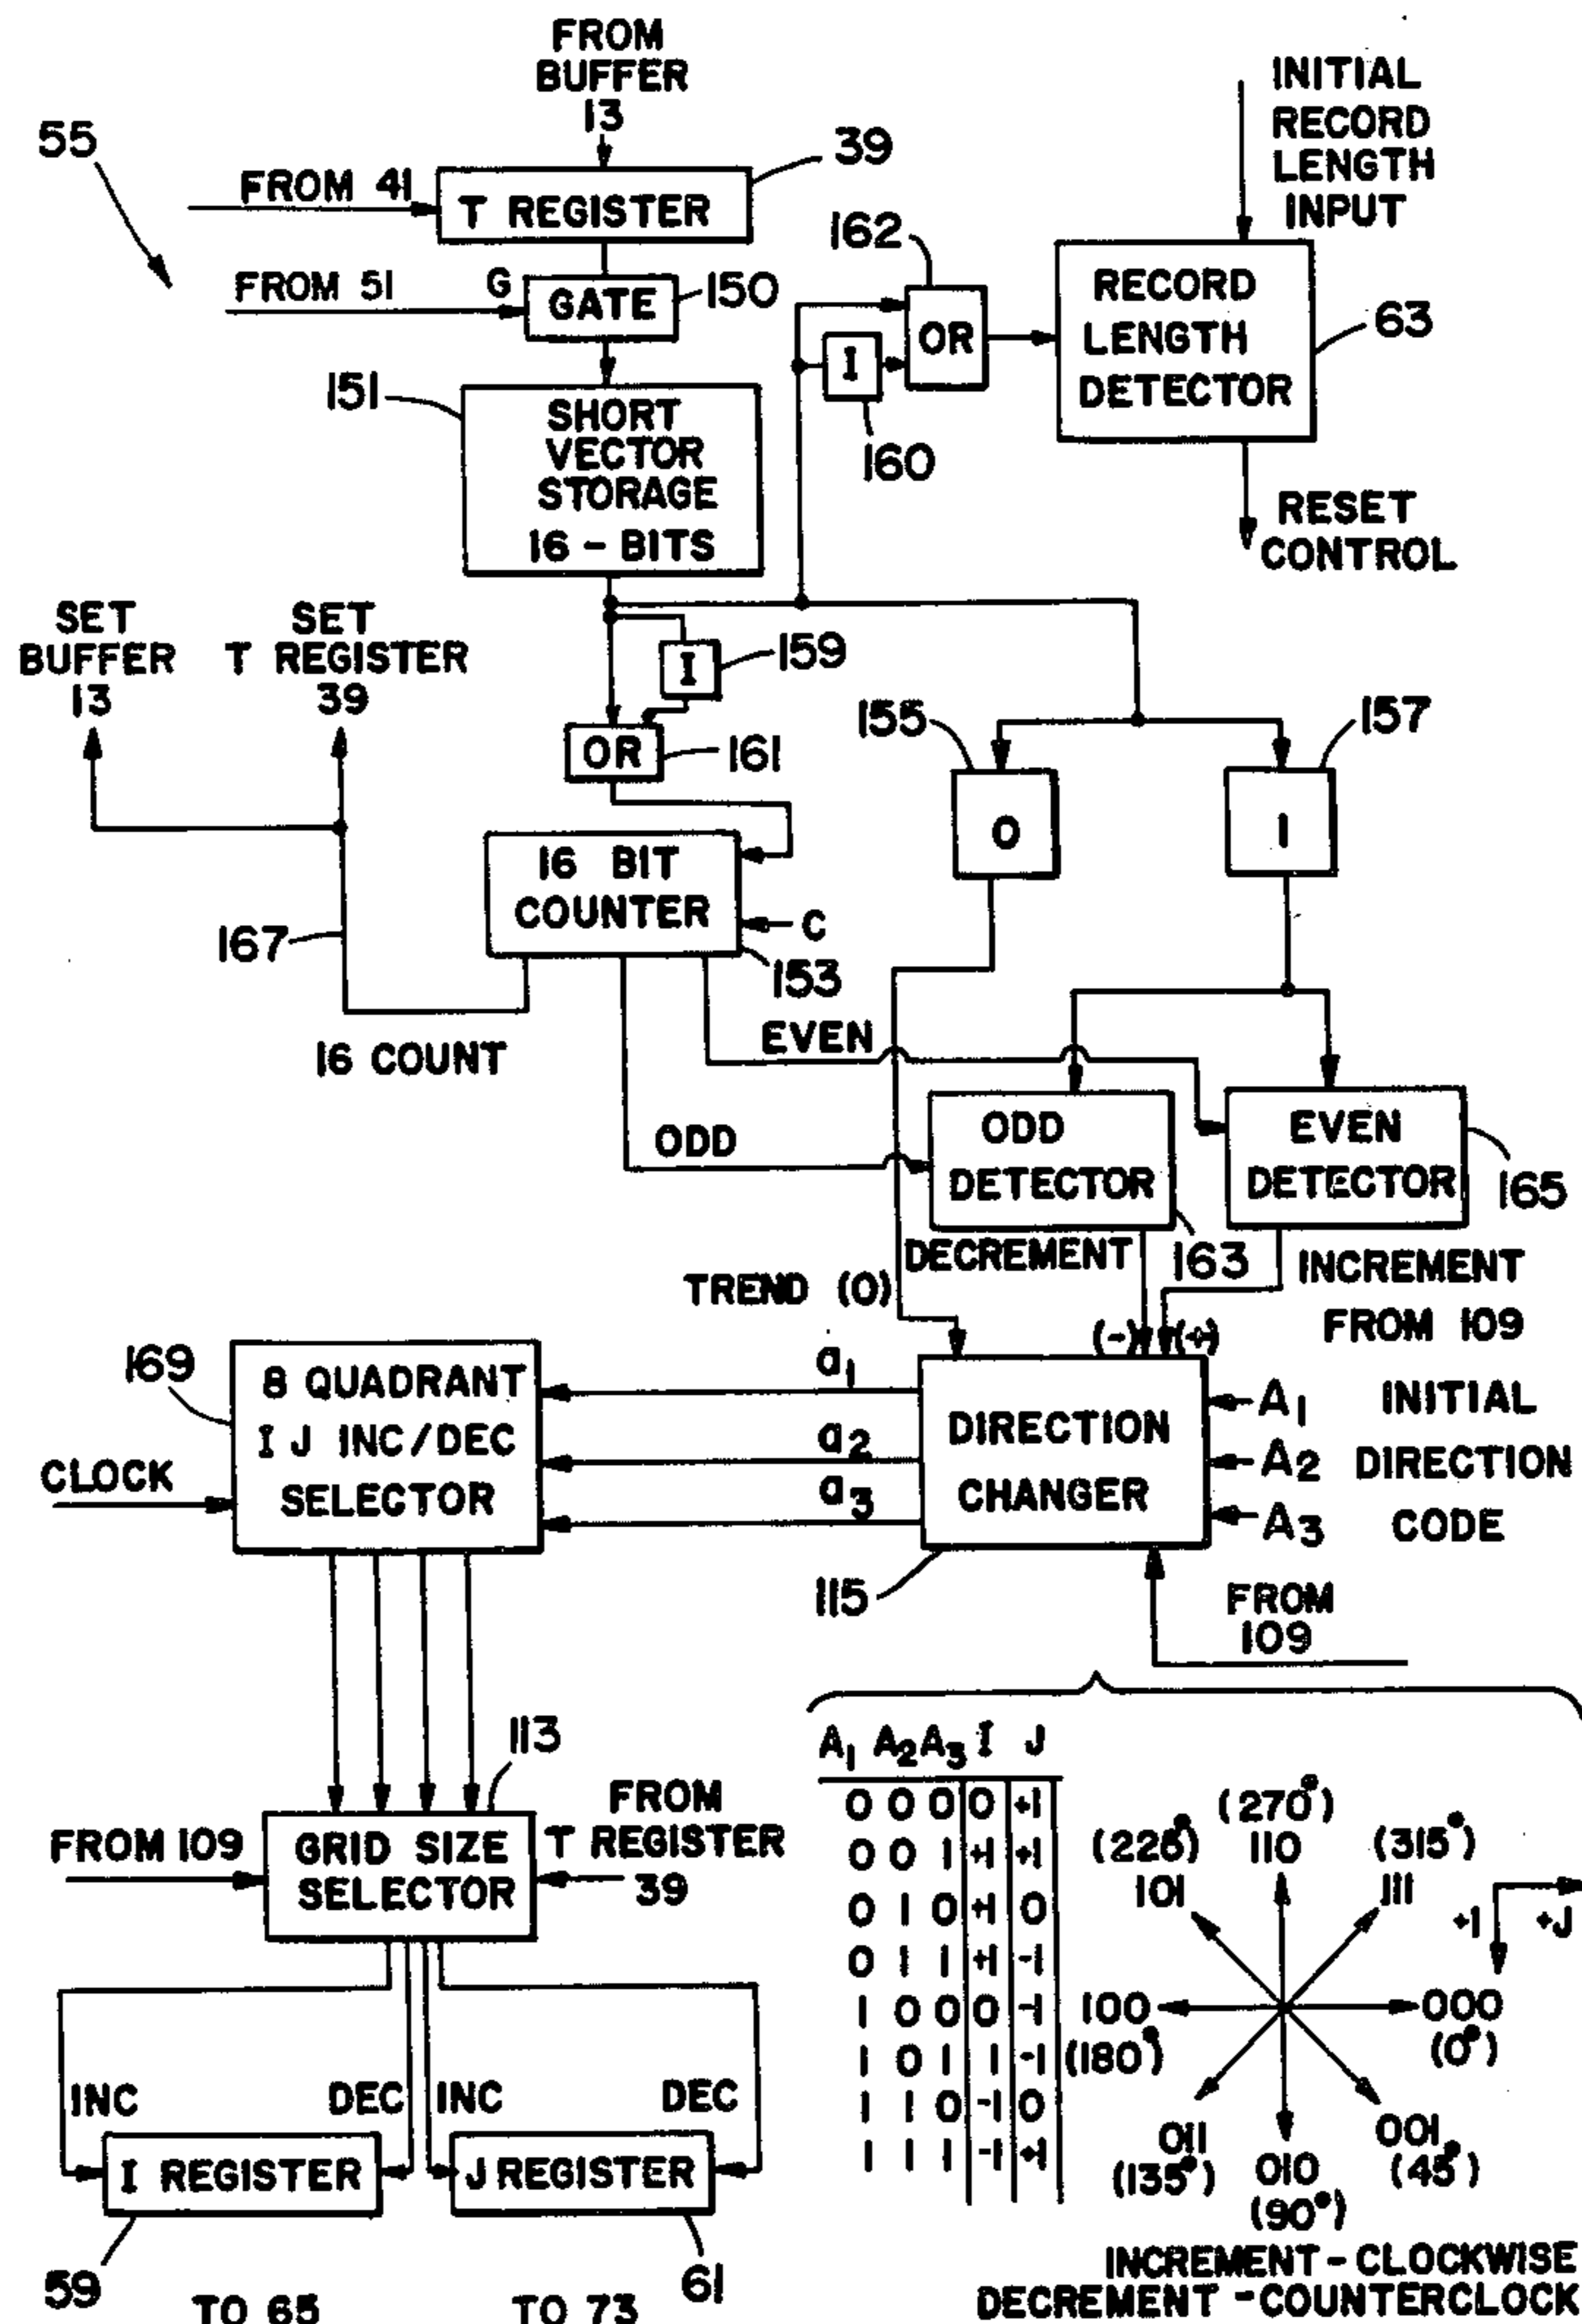 FROM
BUFFER
13
55
FROM 41
T REGISTER
39
FROM 51
G
GATE
150
151
SHORT
VECTOR
STORAGE
16 - BITS
162
OR
I
160
INITIAL
RECORD
LENGTH
INPUT
RECORD
LENGTH
DETECTOR
63
RESET
CONTROL
SET
BUFFER
13
SET
T REGISTER
39
I
159
OR
161
155
0
157
1
16 BIT
COUNTER
C
153
167
16 COUNT
EVEN
ODD
ODD
DETECTOR
163
EVEN
DETECTOR
165
DECREMENT
INCREMENT
TREND (0)
(-)
(+)
FROM 109
169
8 QUADRANT
I J INC/DEC
SELECTOR
CLOCK
a1
a2
a3
DIRECTION
CHANGER
115
A1 INITIAL
A2 DIRECTION
A3 CODE
FROM
109
113
FROM 109
GRID SIZE
SELECTOR
FROM
T REGISTER
39
INC
DEC
INC
DEC
I REGISTER
J REGISTER
59
61
TO 65
TO 73
A1 A2 A3 I J
0 0 0 0 +1
0 0 1 +1 +1
0 1 0 +1 0
0 1 1 +1 -1
1 0 0 0 -1
1 0 1 1 -1
1 1 0 -1 0
1 1 1 -1 +1
(270°)
110
(225°)
101
(315°)
111
+I
+J
100
(180°)
000
(0°)
011
(135°)
010
(90°)
001
(45°)
INCREMENT - CLOCKWISE
DECREMENT - COUNTERCLOCK